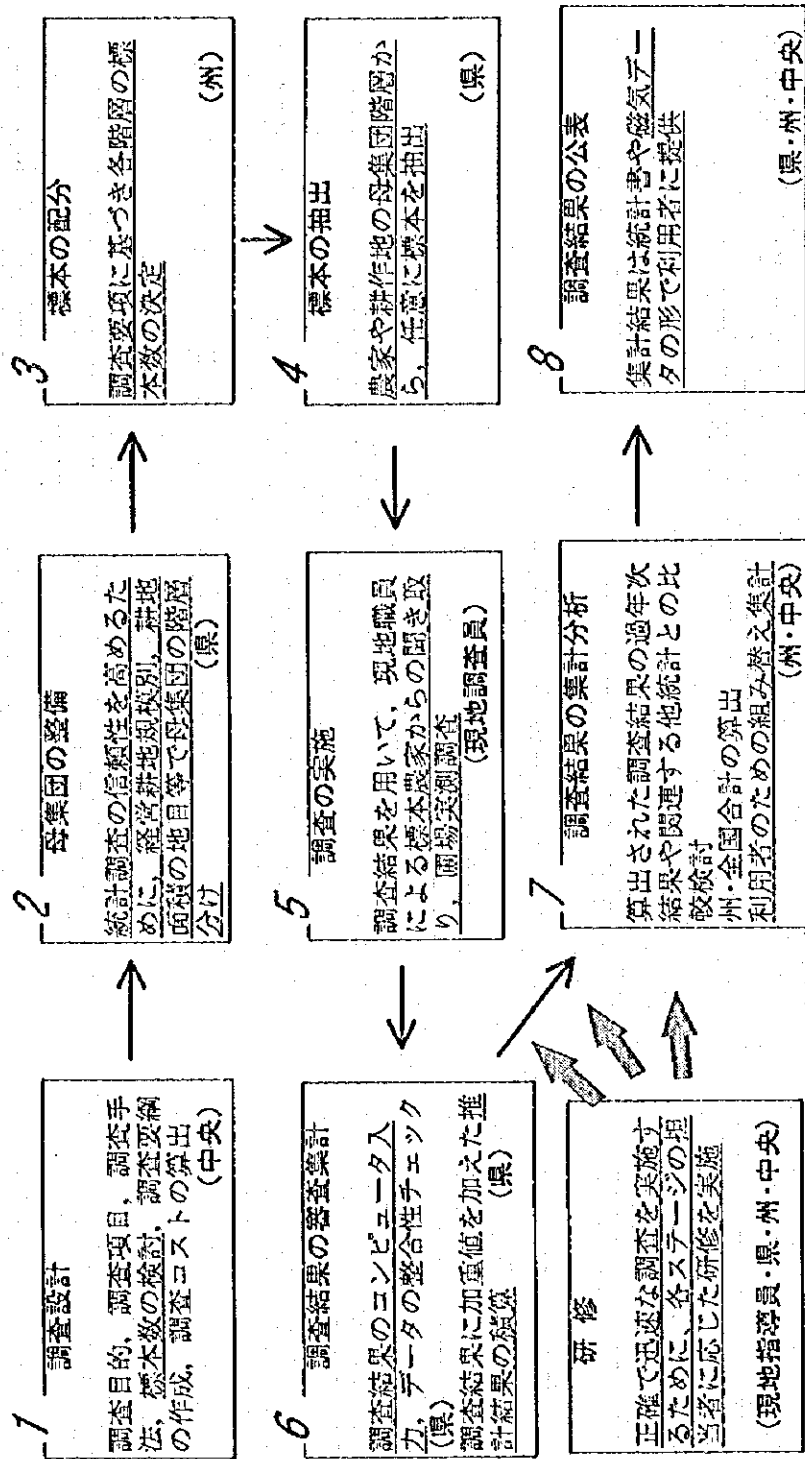 1
調査設計
調査目的，調査項目，調査手
法，標本数の検討，調査要綱
の作成，調査コストの算出
(中央)
2
母集団の整備
統計調査の信頼性を高めるた
めに，経営耕地規模別，耕地
面積の地目等で母集団の階層
分け
(県)
3
標本の配分
調査要項に基づき各階層の標
本数の決定
(州)
4
標本の抽出
農家や耕作地の母集団階層か
ら，任意に標本を抽出
(県)
5
調査の実施
調査結果を用いて，現地職員
による標本農家からの聞き取
り，圃場実測調査
(現地調査員)
6
調査結果の審査集計
調査結果のコンピュータ入
力，データの整合性チェック
(県)
調査結果に加重値を加えた推
計結果の積算
(県)
7
調査結果の集計分析
算出された調査結果の過年次
結果や関連する他統計との比
較検討
州・全国合計の算出
利用者のための組み替え集計
(州・中央)
8
調査結果の公表
集計結果は統計書や磁気デー
タの形で利用者に提供
(県・州・中央)
研修
正確で迅速な調査を実施す
るために、各ステージの担
当者に応じた研修を実施
(現地指導員・県・州・中央)